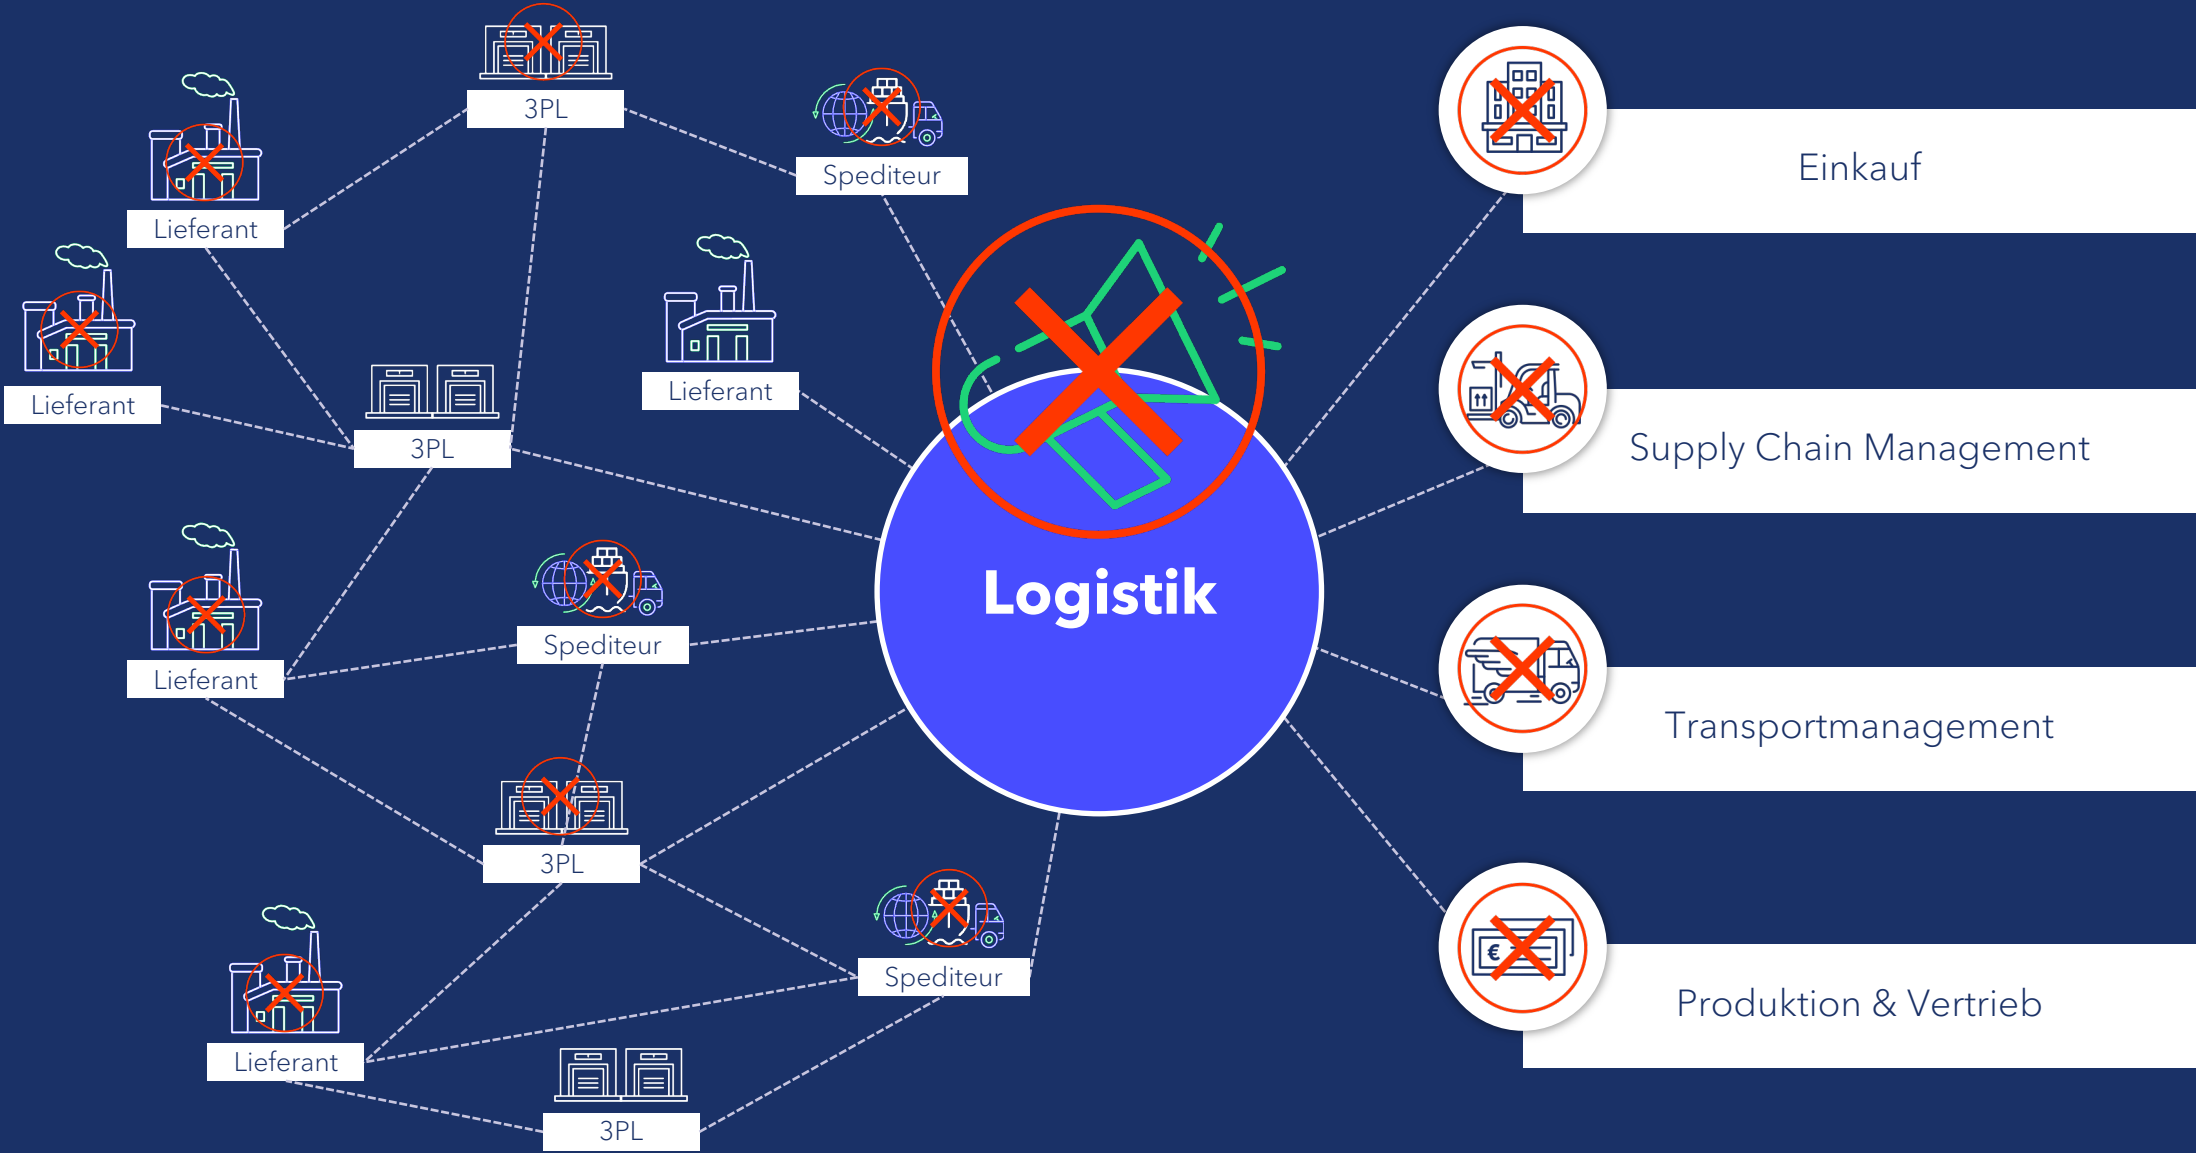 3PL
Spediteur
Lieferant
Lieferant
Lieferant
3PL
Lieferant
Spediteur
3PL
Spediteur
Lieferant
3PL
Logistik
Einkauf
Supply Chain Management
Transportmanagement
€
Produktion & Vertrieb